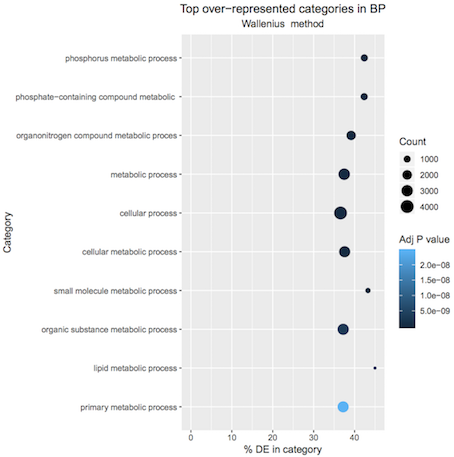 Top over−represented categories in BP
Wallenius method
phosphorus metabolic process
phosphate−containing compound metabolic
organonitrogen compound metabolic proces
metabolic process
cellular process
cellular metabolic process
small molecule metabolic process
organic substance metabolic process
lipid metabolic process
primary metabolic process
Category
0 10 20 30 40
% DE in category
Count
1000
2000
3000
4000
Adj P value
2.0e−08
1.5e−08
1.0e−08
5.0e−09